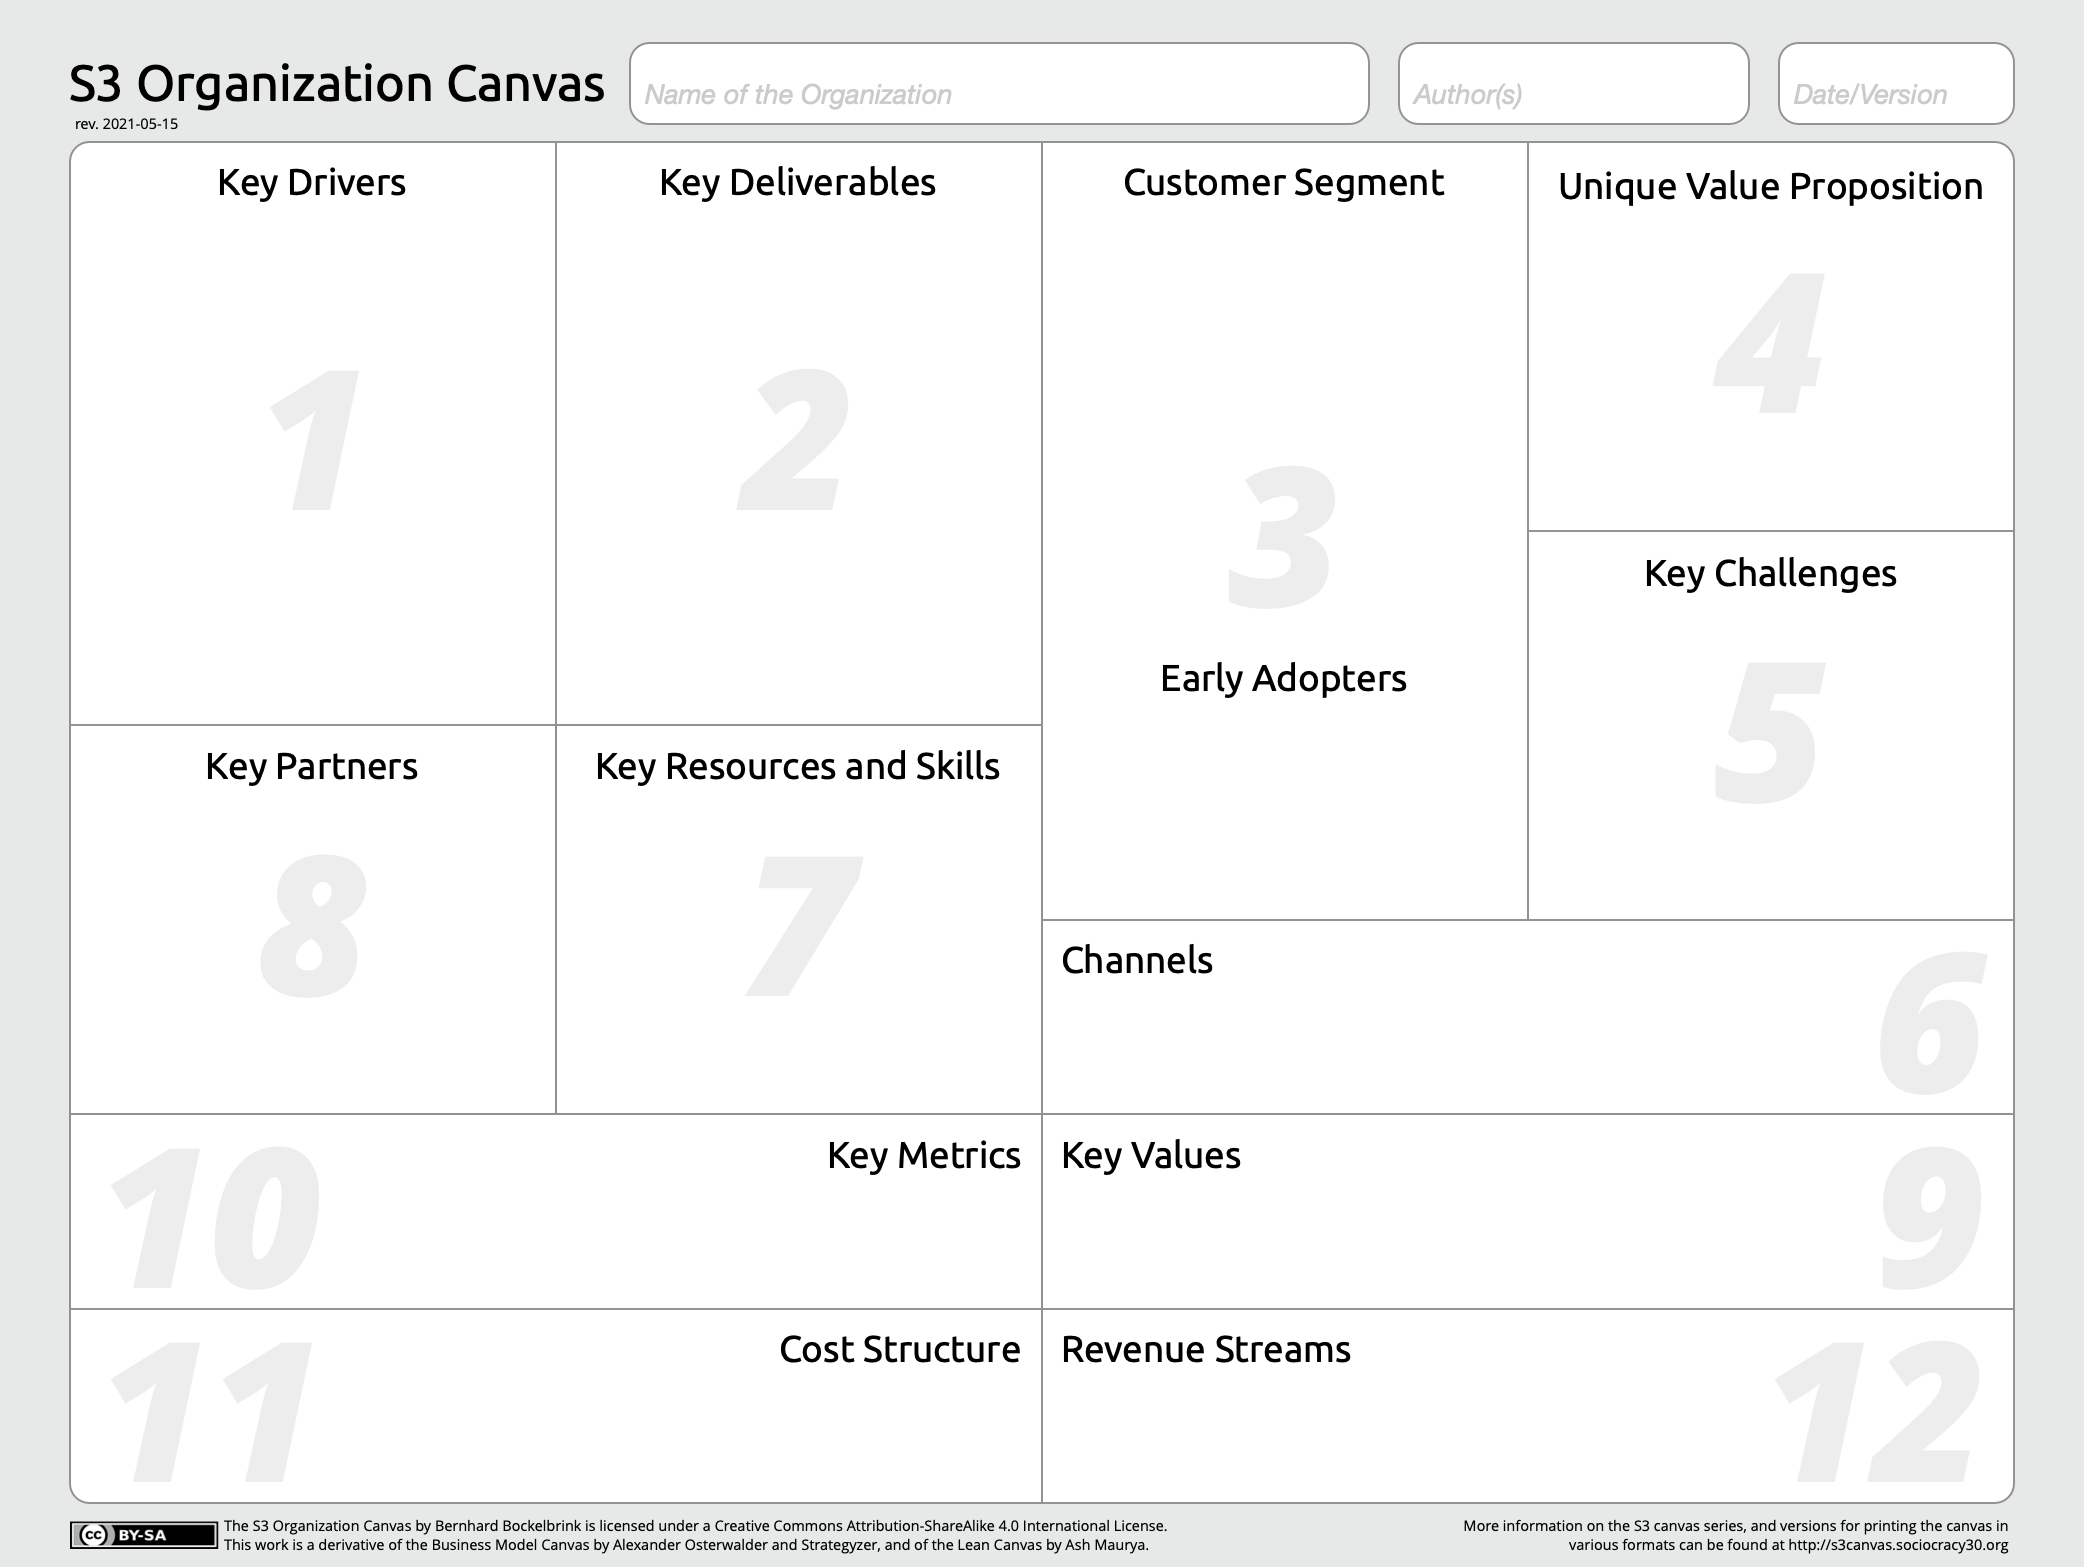 S3 Organization Canvas
rev. 2021-05-15
Name of the Organization
Author(s)
Date/Version
Key Drivers
1
Key Deliverables
2
Customer Segment
3
Early Adopters
Unique Value Proposition
4
Key Challenges
5
Key Partners
8
Key Resources and Skills
7
Channels
6
Key Metrics
10
Key Values
9
Cost Structure
11
Revenue Streams
12
cc BY-SA
The S3 Organization Canvas by Bernhard Bockelbrink is licensed under a Creative Commons Attribution-ShareAlike 4.0 International License.
This work is a derivative of the Business Model Canvas by Alexander Osterwalder and Strategyzer, and of the Lean Canvas by Ash Maurya.
More information on the S3 canvas series, and versions for printing the canvas in
various formats can be found at http://s3canvas.sociocracy30.org